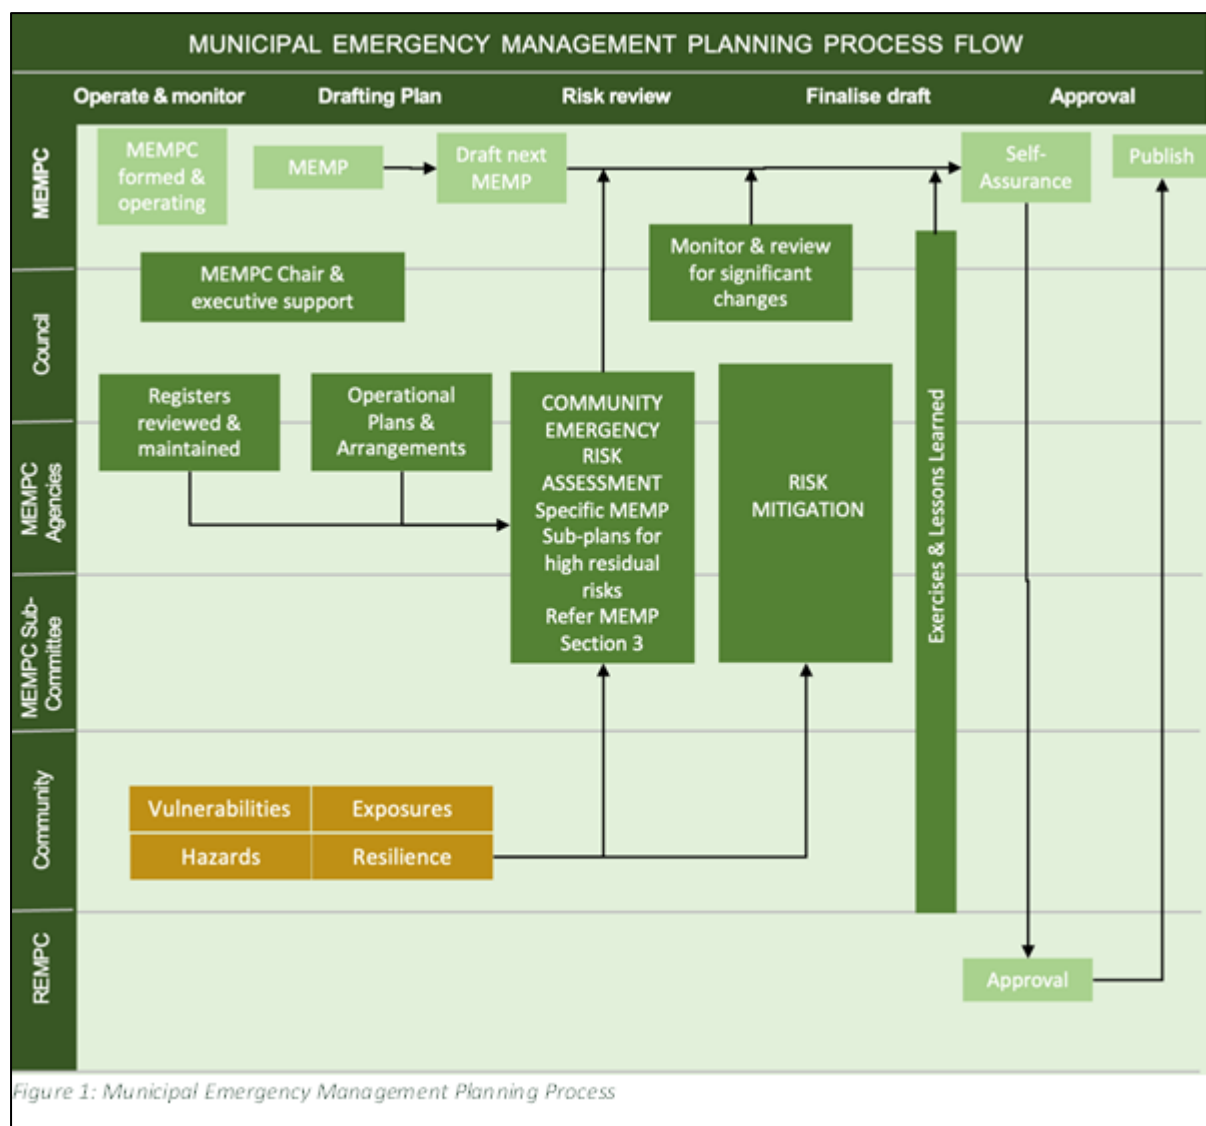 MUNICIPAL EMERGENCY MANAGEMENT PLANNING PROCESS FLOW
Operate & monitor
Drafting Plan
Risk review
Finalise draft
Approval
MEMPC
MEMPC
formed &
operating
MEMP
Draft next
MEMP
Self-
Assurance
Publish
MEMPC Chair &
executive support
Monitor & review
for significant
changes
Council
Registers
reviewed &
maintained
Operational
Plans &
Arrangements
COMMUNITY
EMERGENCY
RISK
ASSESSMENT
Specific MEMP
Sub-plans for
high residual
risks
Refer MEMP
Section 3
RISK
MITIGATION
Exercises & Lessons Learned
MEMPC
Agencies
MEMPC Sub-
Committee
Community
Vulnerabilities
Exposures
Hazards
Resilience
REMPC
Approval
Figure 1: Municipal Emergency Management Planning Process